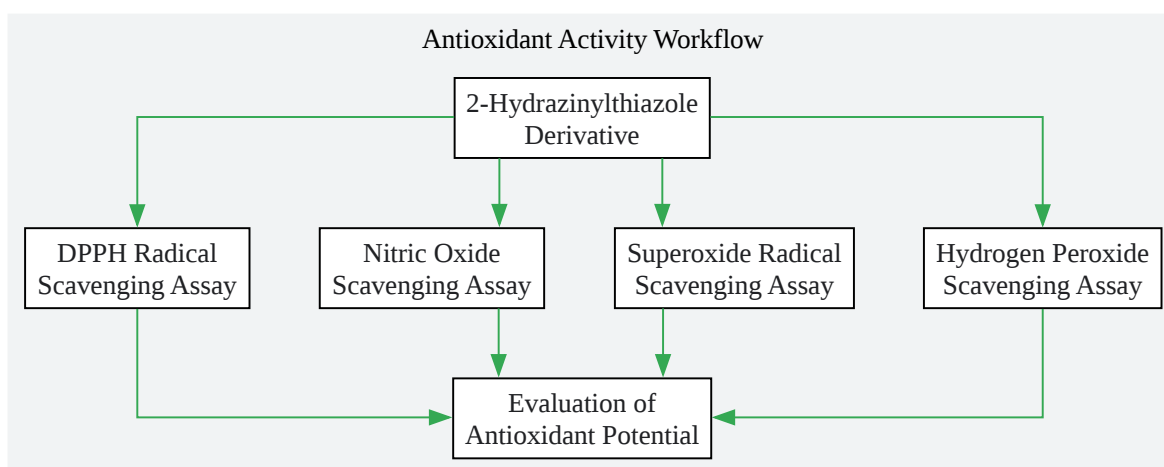 Antioxidant Activity Workflow
2-Hydrazinylthiazole
Derivative
DPPH Radical
Scavenging Assay
Nitric Oxide
Scavenging Assay
Superoxide Radical
Scavenging Assay
Hydrogen Peroxide
Scavenging Assay
Evaluation of
Antioxidant Potential